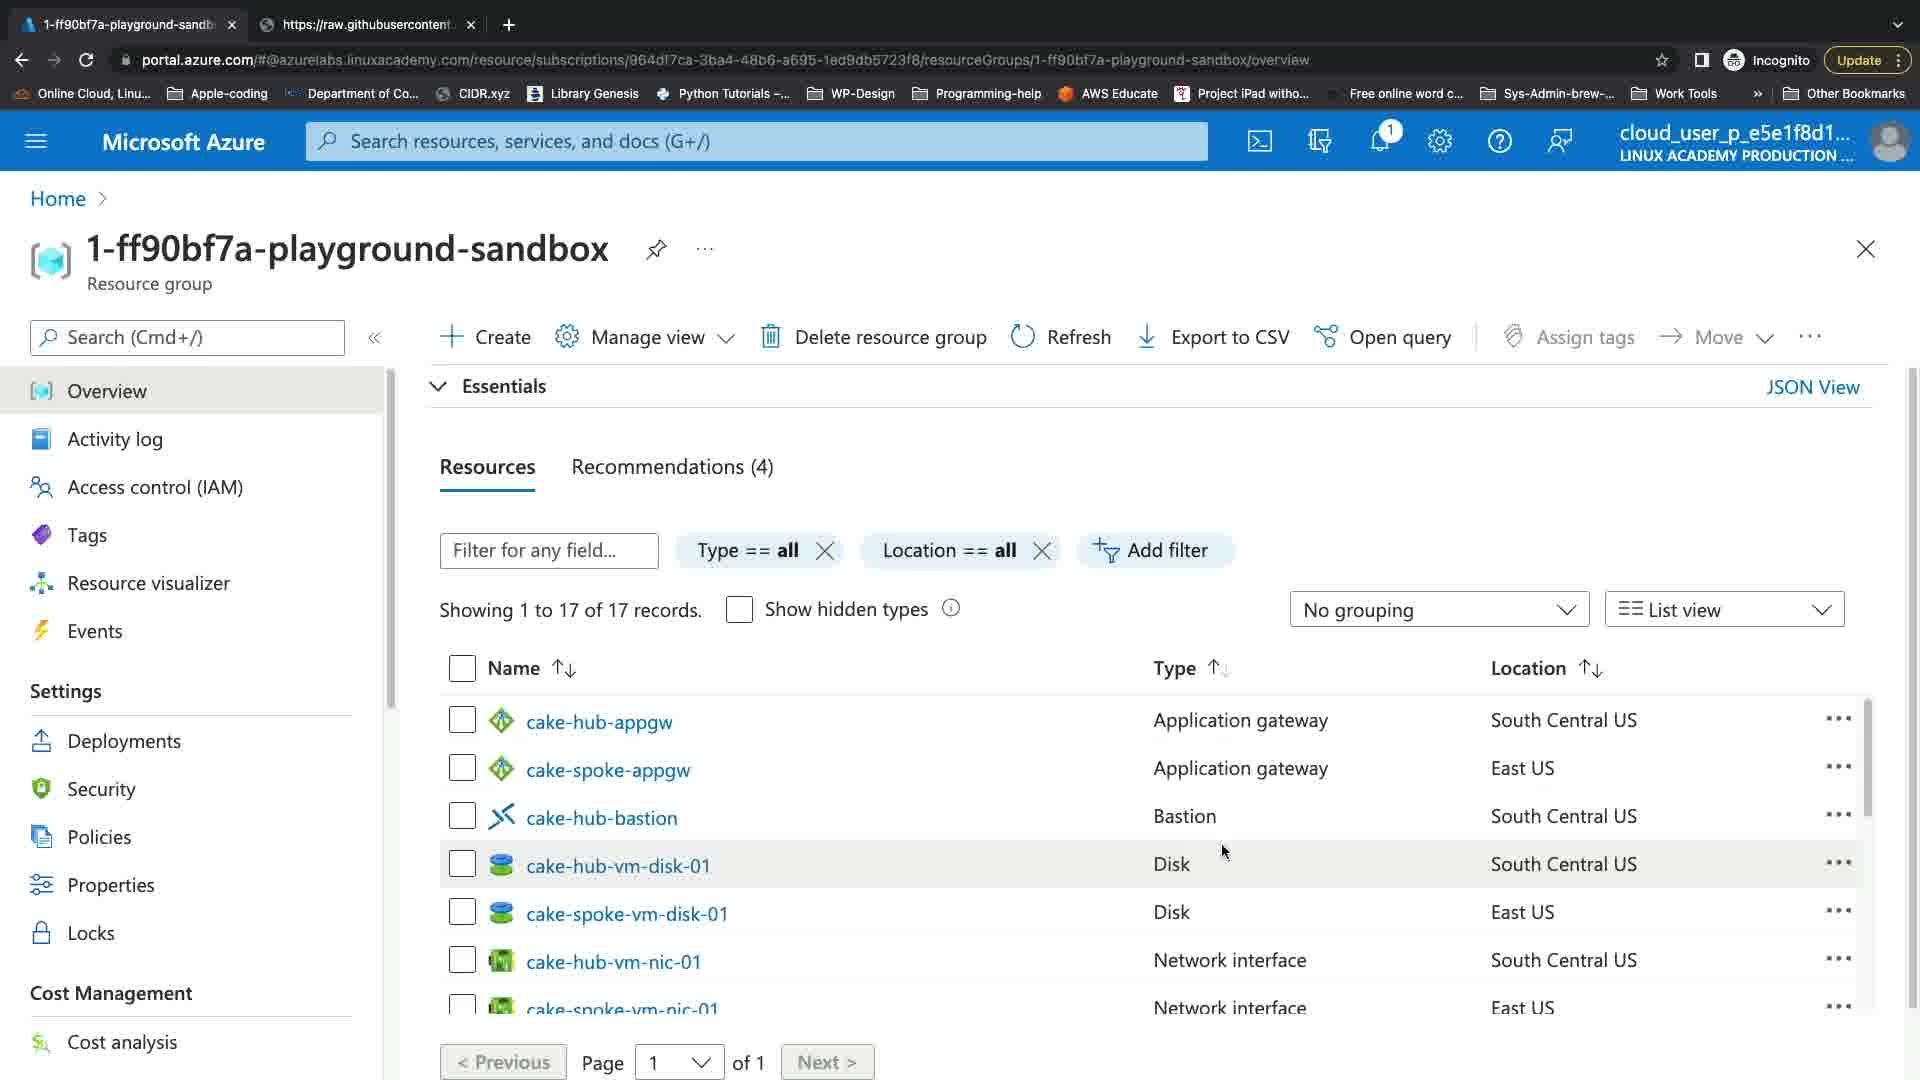 1-ff90bf7a-playground-sandb
https://raw.githubusercontent.
portal.azure.com/#@azurelabs.linuxacademy.com/resource/subscriptions/964df7ca-3ba4-48b6-a695-1ed9db5723f8/resourceGroups/1-ff90bf7a-playground-sandbox/overview
Incognito
Update
Online Cloud, Linu...
Apple-coding
Department of Co...
CIDR.xyz
Library Genesis
Python Tutorials –...
WP-Design
Programming-help
AWS Educate
Project iPad witho...
Free online word c...
Sys-Admin-brew-...
Work Tools
»
Other Bookmarks
Microsoft Azure
Search resources, services, and docs (G+/)
1
cloud_user_p_e5e1f8d1...
LINUX ACADEMY PRODUCTION ...
Home >
1-ff90bf7a-playground-sandbox
...
Resource group
Search (Cmd+/)
«
Create
Manage view
Delete resource group
Refresh
Export to CSV
Open query
Assign tags
Move
...
Overview
Activity log
Access control (IAM)
Tags
Resource visualizer
Events
Settings
Deployments
Security
Policies
Properties
Locks
Cost Management
Cost analysis
Essentials
JSON View
Resources
Recommendations (4)
Filter for any field...
Type == all
Location == all
Add filter
Showing 1 to 17 of 17 records.
Show hidden types
No grouping
List view
Name
Type
Location
cake-hub-appgw Application gateway South Central US ...
cake-spoke-appgw Application gateway East US ...
cake-hub-bastion Bastion South Central US ...
cake-hub-vm-disk-01 Disk South Central US ...
cake-spoke-vm-disk-01 Disk East US ...
cake-hub-vm-nic-01 Network interface South Central US ...
cake-spoke-vm-nic-01 Network interface East US ...
< Previous
Page 1 of 1
Next >